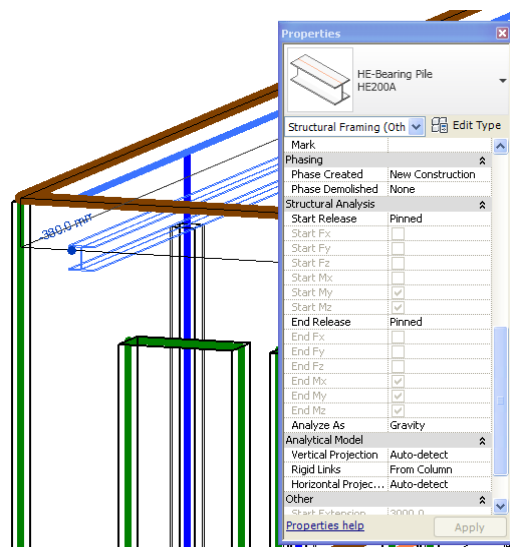 Properties
HE-Bearing Pile
HE200A
Structural Framing (Oth
Edit Type
Mark
Phasing
Phase Created New Construction
Phase Demolished None
Structural Analysis
Start Release Pinned
Start Fx
Start Fy
Start Fz
Start Mx
Start My
Start Mz
End Release Pinned
End Fx
End Fy
End Fz
End Mx
End My
End Mz
Analyze As Gravity
Analytical Model
Vertical Projection Auto-detect
Rigid Links From Column
Horizontal Projec... Auto-detect
Other
Start Extension 3000.0
Properties help
Apply
-380.0 mm